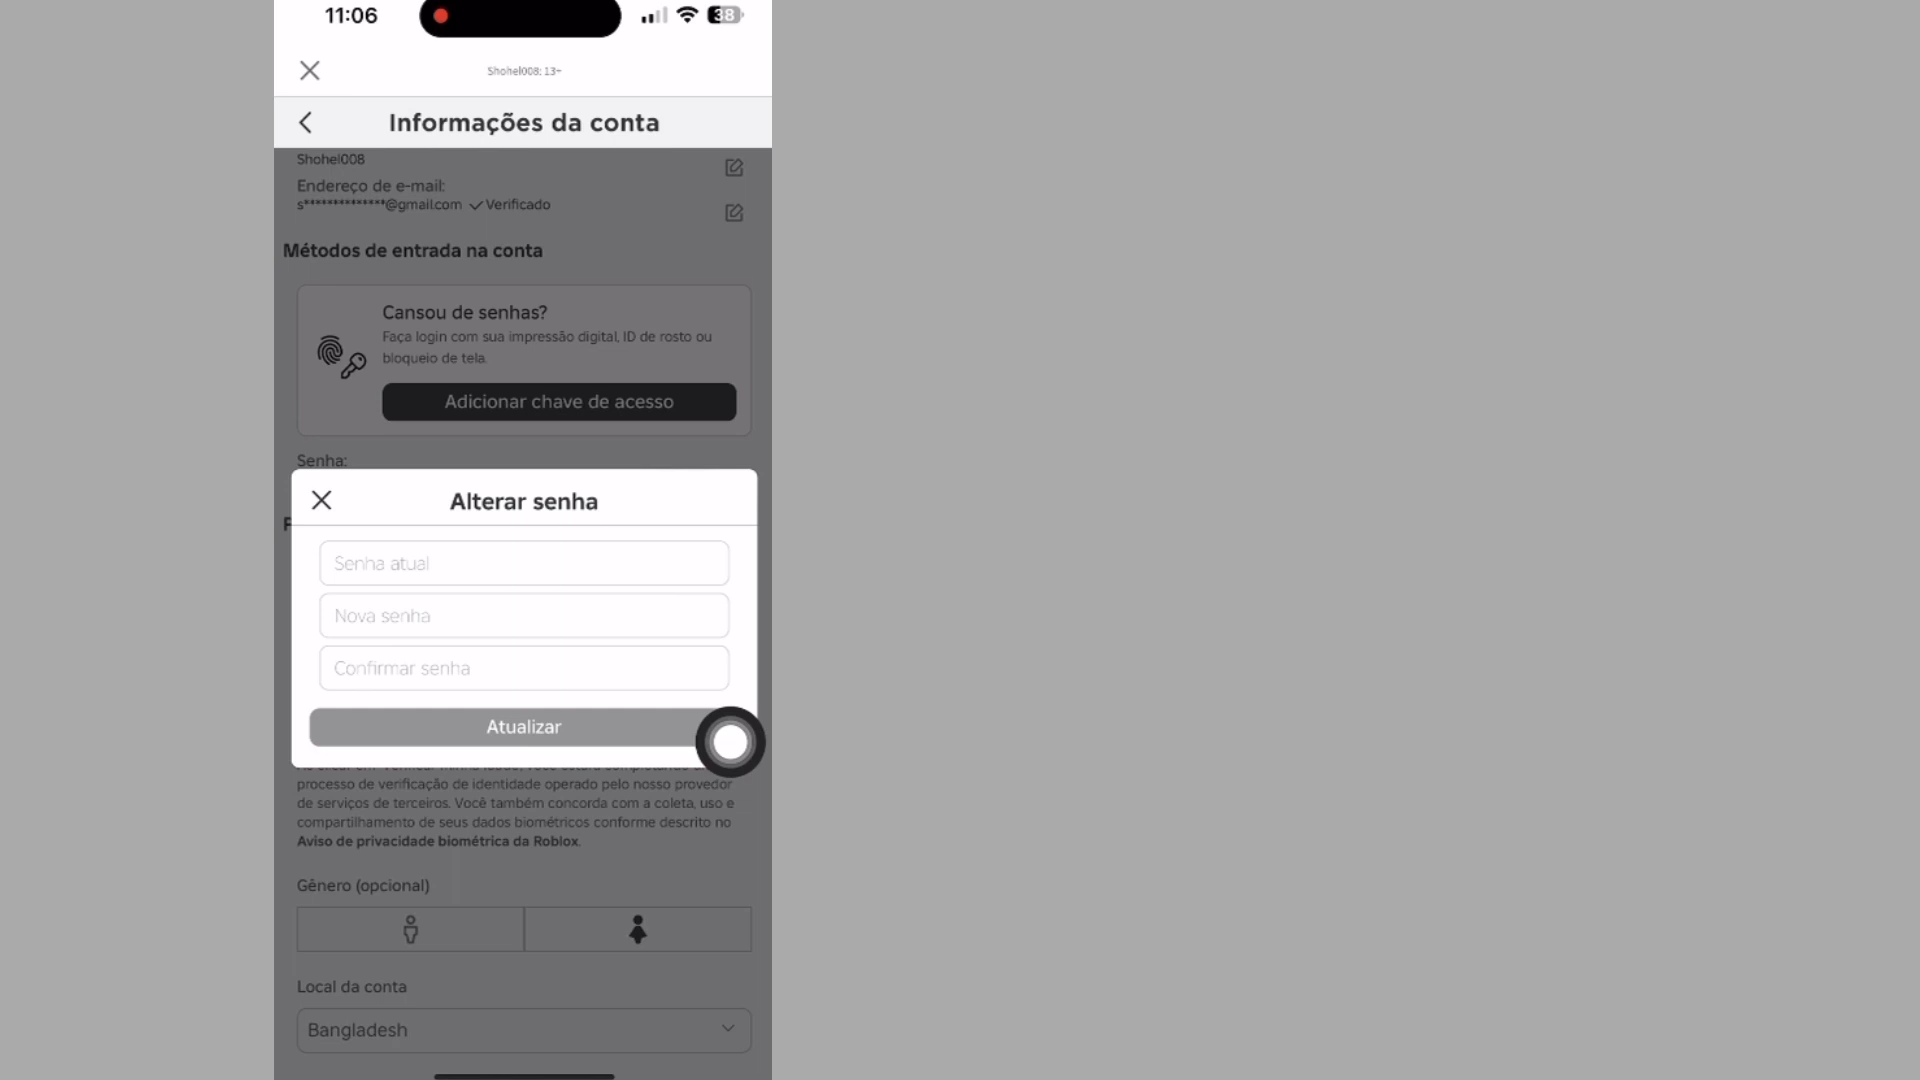 11:06
38
Shohel008: 13+
Informações da conta
Shohel008
Endereço de e-mail:
s**************@gmail.com Verificado
Métodos de entrada na conta
Cansou de senhas?
Faça login com sua impressão digital, ID de rosto ou
bloqueio de tela.
Adicionar chave de acesso
Senha:
Alterar senha
Senha atual
Nova senha
Confirmar senha
Atualizar
processo de verificação de identidade operado pelo nosso provedor
de serviços de terceiros. Você também concorda com a coleta, uso e
compartilhamento de seus dados biométricos conforme descrito no
Aviso de privacidade biométrica da Roblox.
Gênero (opcional)
Local da conta
Bangladesh